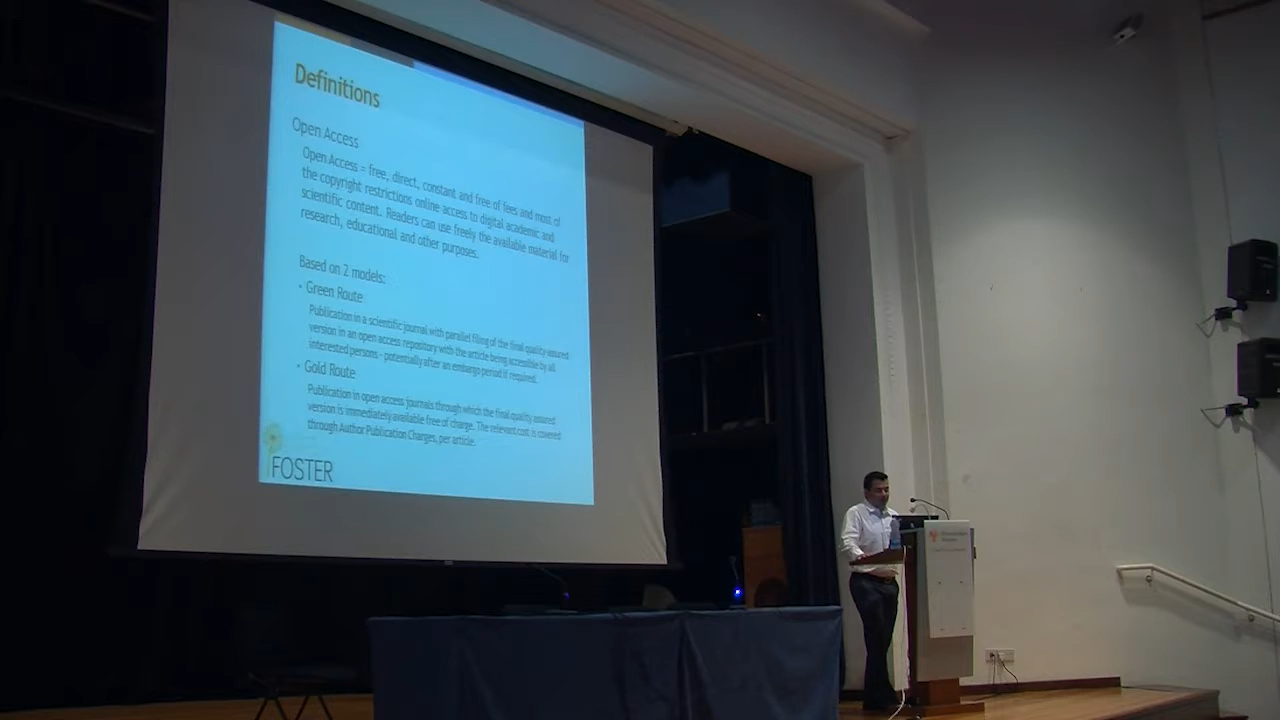 Definitions
Open Access
Open Access = free, direct, constant and free of fees and most of
the copyright restrictions online access to digital academic and
scientific content. Readers can use freely the available material for
research, educational and other purposes.
Based on 2 models:
• Green Route
Publication in a scientific journal with parallel filing of the final quality assured
version in an open access repository with the article being accessible by all
interested persons - potentially after an embargo period if required.
• Gold Route
Publication in open access journals through which the final quality assured
version is immediately available free of charge. The relevant cost is covered
through Author Publication Charges, per article.
FOSTER